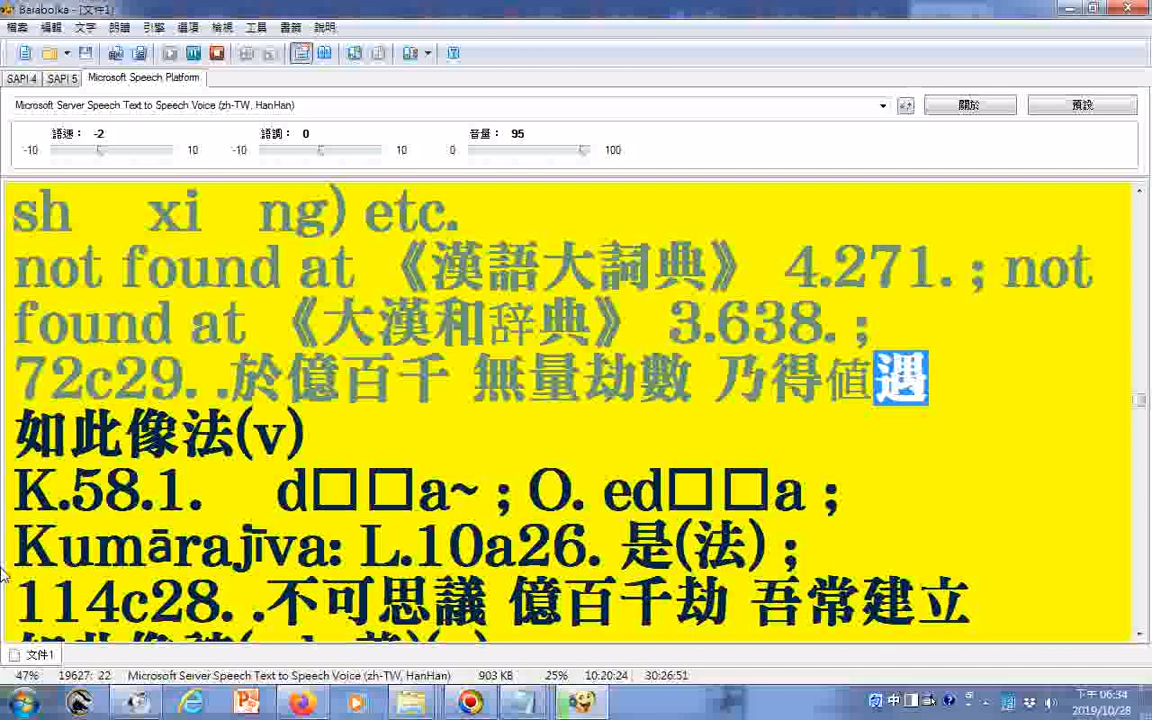 Balabolka - [文件1]
檔案 編輯 文字 朗讀 引擎 選項 檢視 工具 書籤 說明
SAPI 4 SAPI 5 Microsoft Speech Platform
Microsoft Server Speech Text to Speech Voice (zh-TW, HanHan) 關於 預設
語速： -2 語調： 0 音量： 95
-10 10 -10 10 0 100
sh xi ng) etc.
not found at 《漢語大詞典》 4.271. ; not
found at 《大漢和辞典》 3.638. ;
72c29. .於億百千 無量劫數 乃得値遇
如此像法(v)
K.58.1. d□□a~ ; O. ed□□a ;
Kumārajīva: L.10a26. 是(法) ;
114c28. .不可思議 億百千劫 吾常建立
文件1
47% 19627: 22 Microsoft Server Speech Text to Speech Voice (zh-TW, HanHan) 903 KB 25% 10:20:24 30:26:51
中
下午 06:34
2019/10/28